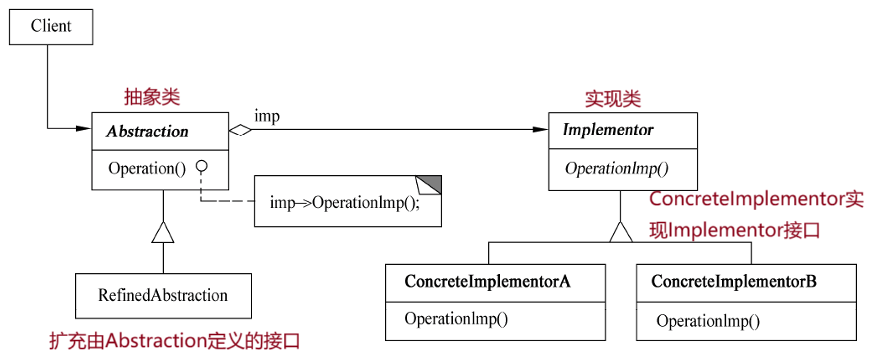 Client
抽象类
Abstraction
Operation()
imp
实现类
Implementor
OperationImp()
imp->OperationImp();
ConcreteImplementor实
现Implementor接口
RefinedAbstraction
扩充由Abstraction定义的接口
ConcreteImplementorA
OperationImp()
ConcreteImplementorB
OperationImp()